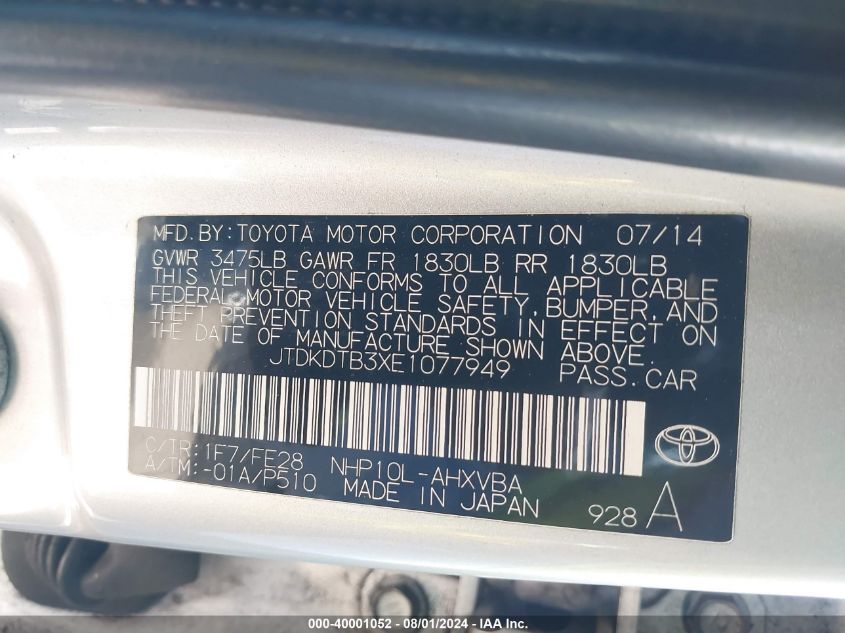 MFD. BY: TOYOTA MOTOR CORPORATION 07/14
GVWR 3475LB GAWR FR 1830LB RR 1830LB
THIS VEHICLE CONFORMS TO ALL APPLICABLE
FEDERAL MOTOR VEHICLE SAFETY, BUMPER, AND
THEFT PREVENTION STANDARDS IN EFFECT ON
THE DATE OF MANUFACTURE SHOWN ABOVE.
JTDKDTB3XE1077949 PASS. CAR
C/TR: 1F7/FE28 NHP10L-AHXVBA
A/TM: -01A/P510 MADE IN JAPAN
928 A
000-40001052 - 08/01/2024 - IAA Inc.